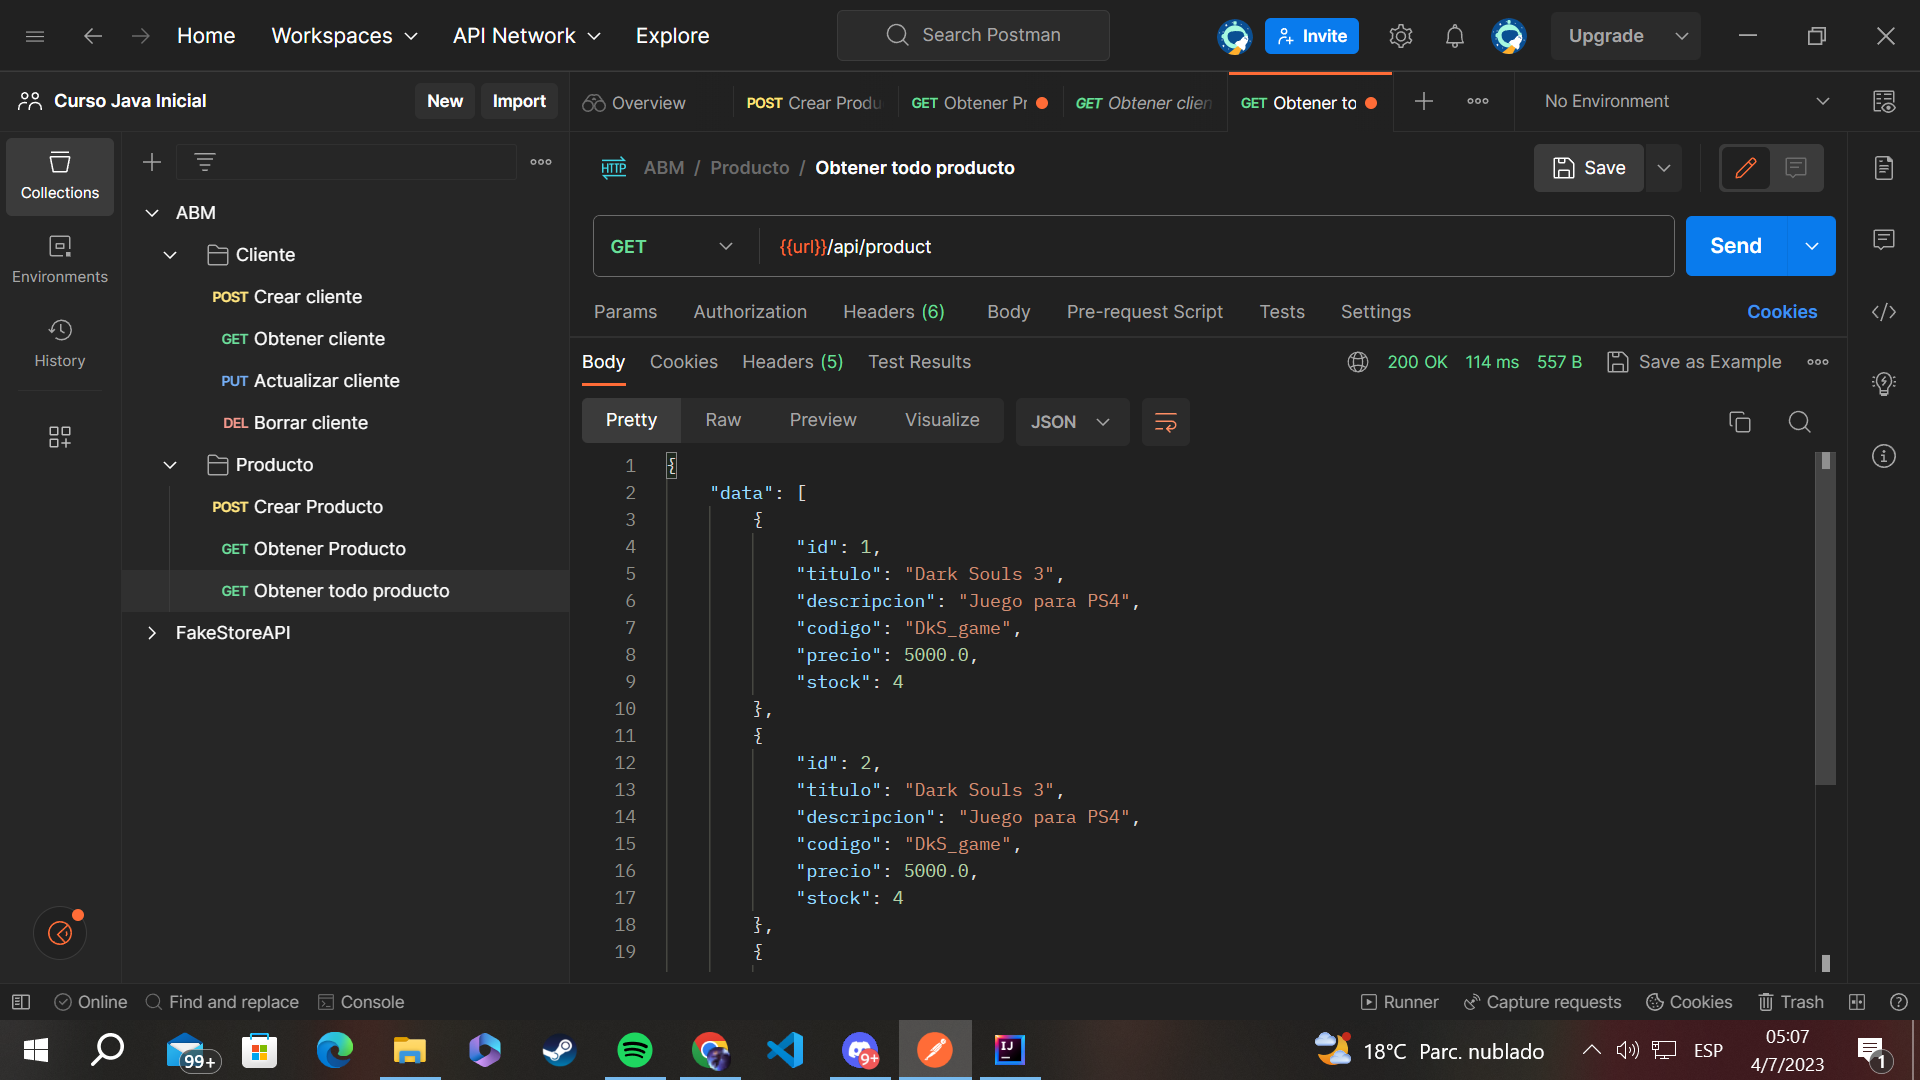 Home
Workspaces
API Network
Explore
Search Postman
Invite
Upgrade
Curso Java Inicial
New
Import
Overview
POST Crear Produ
GET Obtener Pr
GET Obtener clien
GET Obtener to
No Environment
Collections
Environments
History
ABM
Cliente
POST Crear cliente
GET Obtener cliente
PUT Actualizar cliente
DEL Borrar cliente
Producto
POST Crear Producto
GET Obtener Producto
GET Obtener todo producto
FakeStoreAPI
HTTP
ABM / Producto / Obtener todo producto
Save
GET
{{url}}/api/product
Send
Params
Authorization
Headers (6)
Body
Pre-request Script
Tests
Settings
Cookies
Body
Cookies
Headers (5)
Test Results
200 OK
114 ms
557 B
Save as Example
Pretty
Raw
Preview
Visualize
JSON
1 {
2 "data": [
3 {
4 "id": 1,
5 "titulo": "Dark Souls 3",
6 "descripcion": "Juego para PS4",
7 "codigo": "DkS_game",
8 "precio": 5000.0,
9 "stock": 4
10 },
11 {
12 "id": 2,
13 "titulo": "Dark Souls 3",
14 "descripcion": "Juego para PS4",
15 "codigo": "DkS_game",
16 "precio": 5000.0,
17 "stock": 4
18 },
19 {
Online
Find and replace
Console
Runner
Capture requests
Cookies
Trash
99+
9+
IJ
18°C Parc. nublado
ESP
05:07
4/7/2023
1